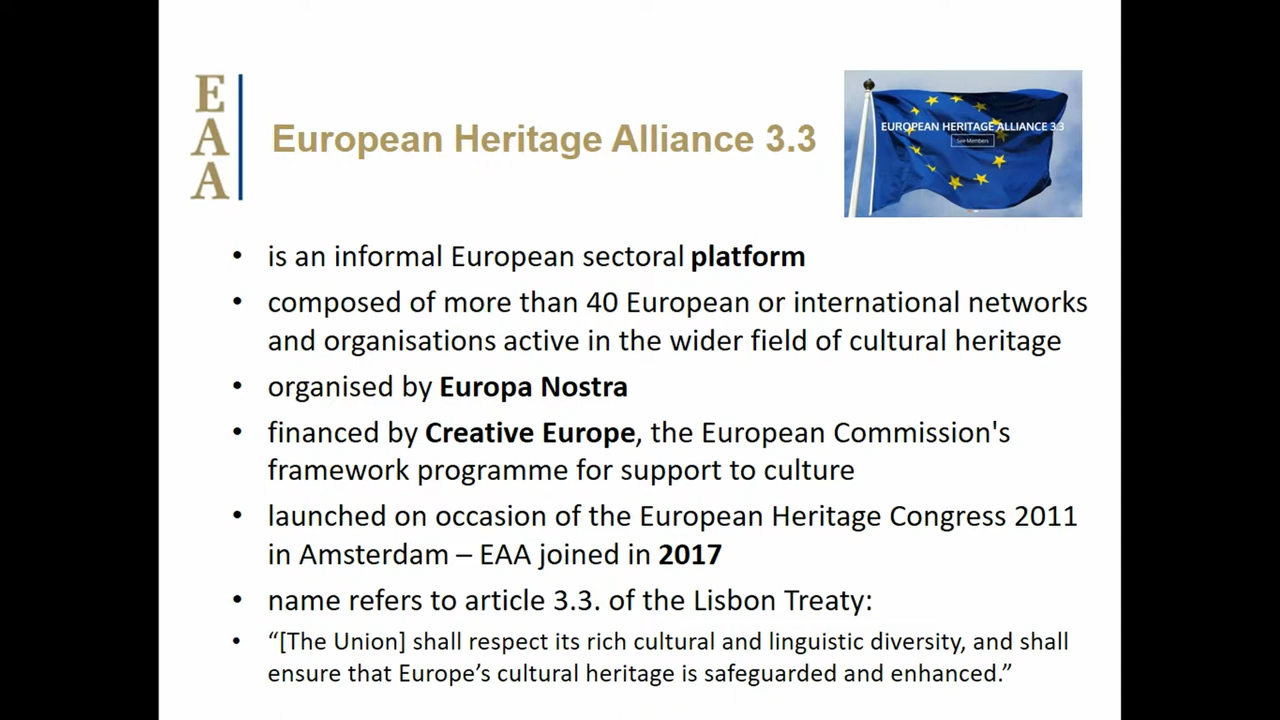 E
A
A
European Heritage Alliance 3.3
EUROPEAN HERITAGE ALLIANCE 3.3
See Members
• is an informal European sectoral platform
• composed of more than 40 European or international networks
and organisations active in the wider field of cultural heritage
• organised by Europa Nostra
• financed by Creative Europe, the European Commission's
framework programme for support to culture
• launched on occasion of the European Heritage Congress 2011
in Amsterdam – EAA joined in 2017
• name refers to article 3.3. of the Lisbon Treaty:
• “[The Union] shall respect its rich cultural and linguistic diversity, and shall
ensure that Europe’s cultural heritage is safeguarded and enhanced.”